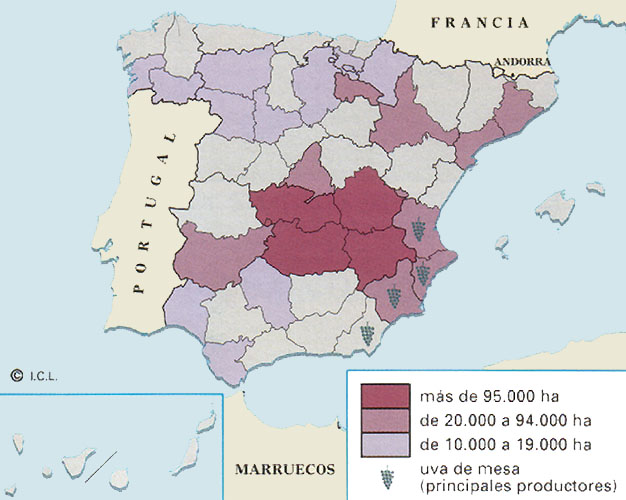 FRANCIA
ANDORRA
PORTUGAL
© I.C.L.
MARRUECOS
más de 95.000 ha
de 20.000 a 94.000 ha
de 10.000 a 19.000 ha
uva de mesa
(principales productores)